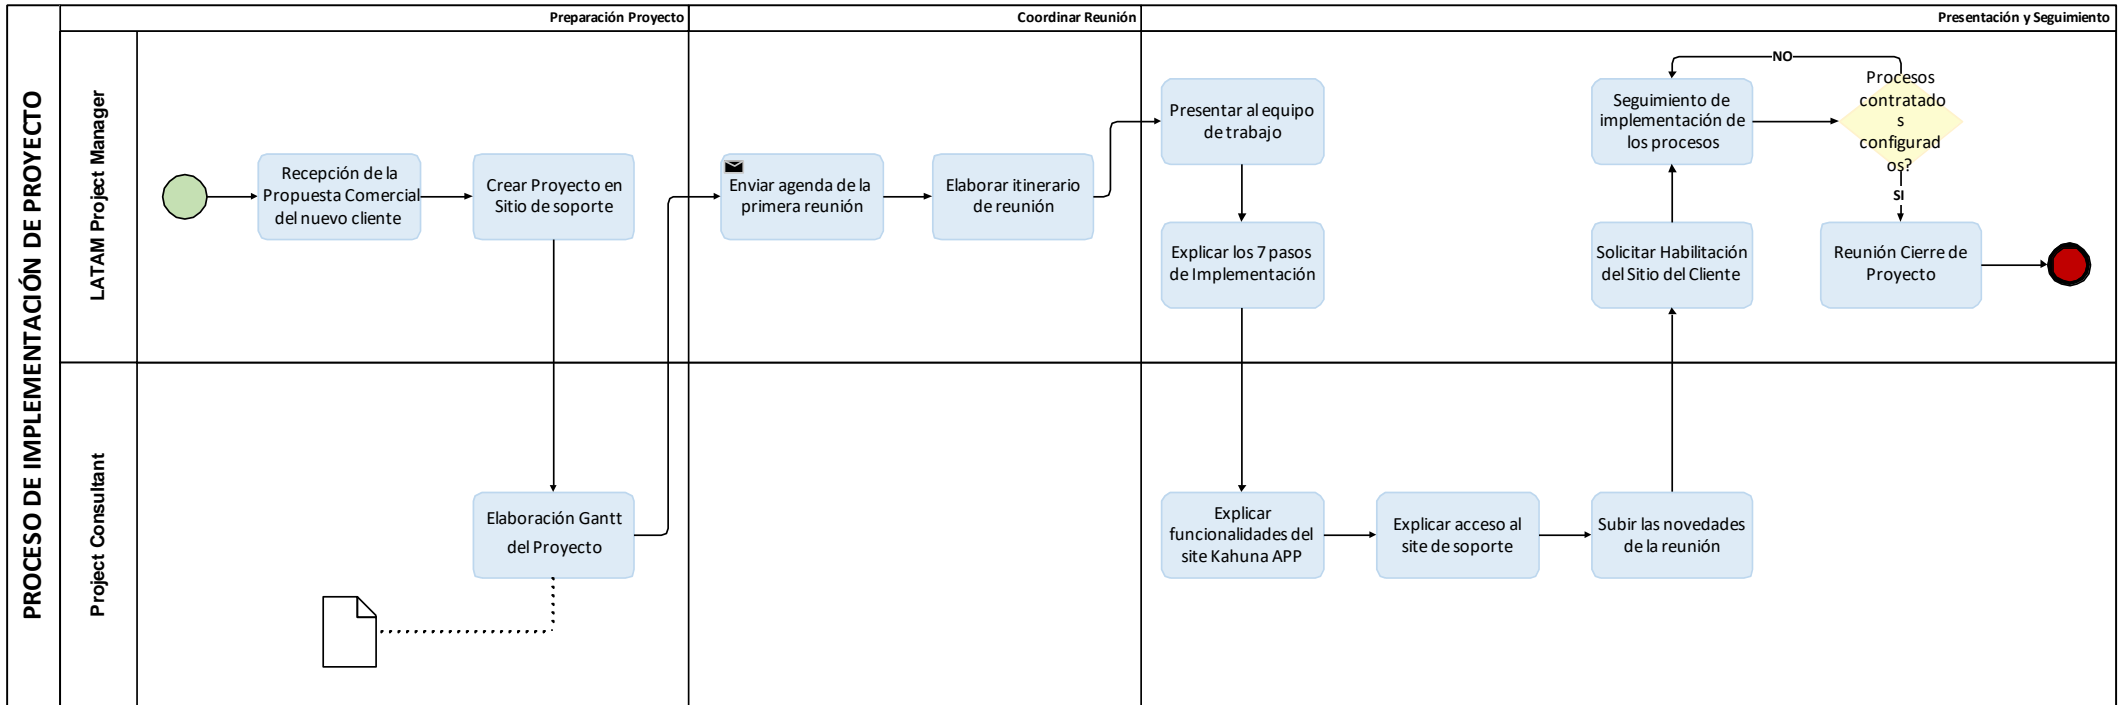 PROCESO DE IMPLEMENTACIÓN DE PROYECTO
Preparación Proyecto
Coordinar Reunión
Presentación y Seguimiento
LATAM Project Manager
Recepción de la
Propuesta Comercial
del nuevo cliente
Crear Proyecto en
Sitio de soporte
Enviar agenda de la
primera reunión
Elaborar itinerario
de reunión
Presentar al equipo
de trabajo
Explicar los 7 pasos
de Implementación
Seguimiento de
implementación de
los procesos
NO
Procesos
contratado
s
configurad
os?
SI
Solicitar Habilitación
del Sitio del Cliente
Reunión Cierre de
Proyecto
Project Consultant
Elaboración Gantt
del Proyecto
Explicar
funcionalidades del
site Kahuna APP
Explicar acceso al
site de soporte
Subir las novedades
de la reunión